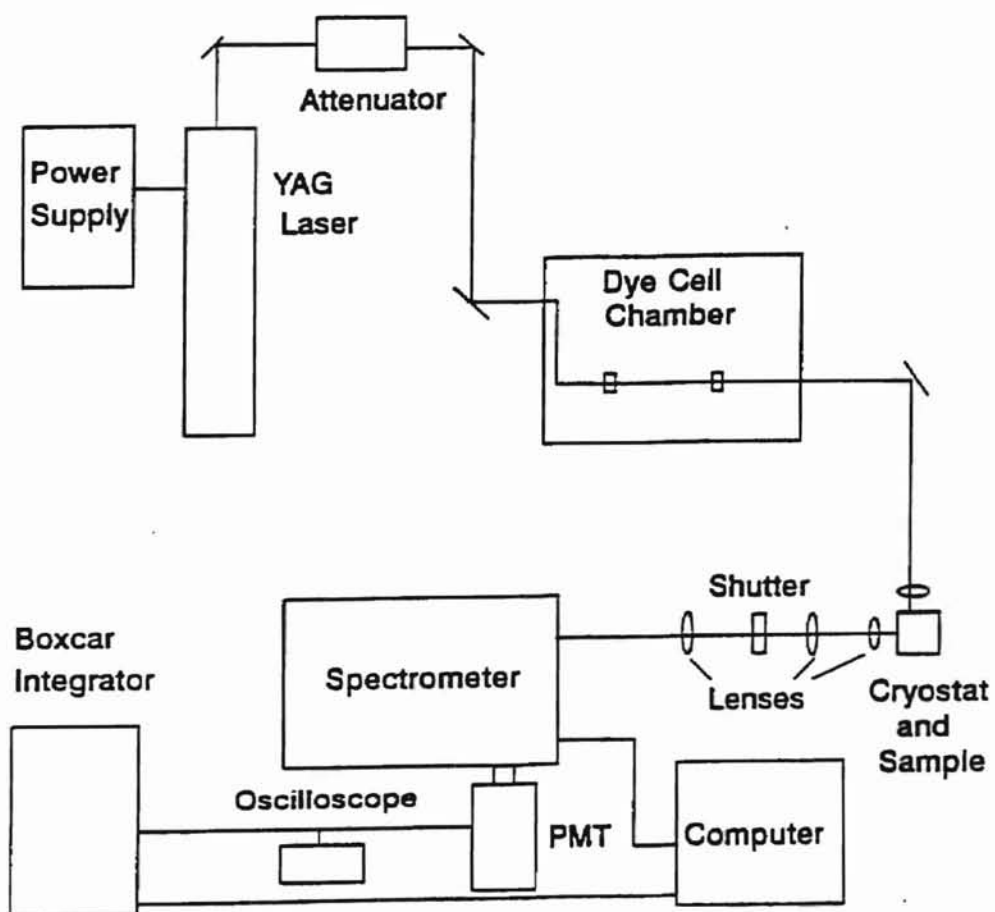 Attenuator
Power
Supply
YAG
Laser
Dye Cell
Chamber
Shutter
Boxcar
Integrator
Spectrometer
Lenses
Cryostat
and
Sample
Oscilloscope
PMT
Computer